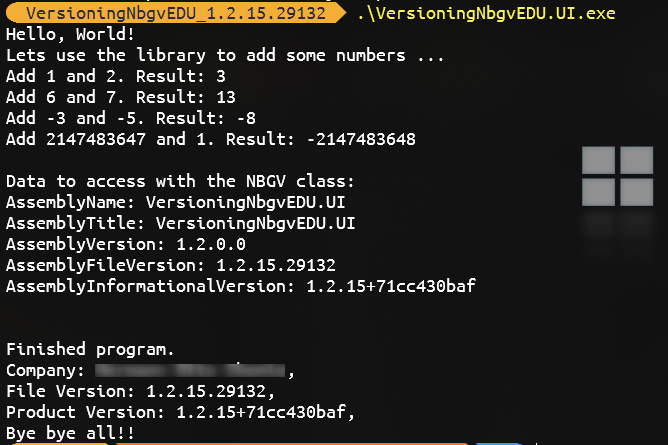 VersioningNbgvEDU_1.2.15.29132 .\VersioningNbgvEDU.UI.exe
Hello, World!
Lets use the library to add some numbers ...
Add 1 and 2. Result: 3
Add 6 and 7. Result: 13
Add -3 and -5. Result: -8
Add 2147483647 and 1. Result: -2147483648
Data to access with the NBGV class:
AssemblyName: VersioningNbgvEDU.UI
AssemblyTitle: VersioningNbgvEDU.UI
AssemblyVersion: 1.2.0.0
AssemblyFileVersion: 1.2.15.29132
AssemblyInformationalVersion: 1.2.15+71cc430baf
Finished program.
Company: ,
File Version: 1.2.15.29132,
Product Version: 1.2.15+71cc430baf,
Bye bye all!!